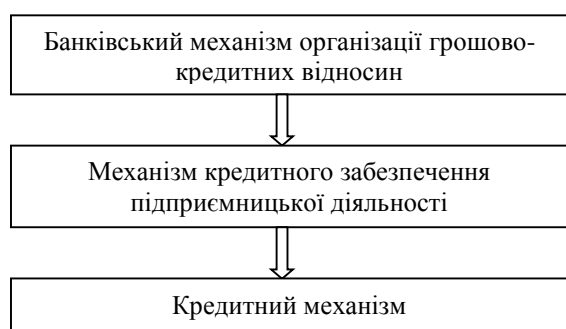 Банківський механізм організації грошово-
кредитних відносин
Механізм кредитного забезпечення
підприємницької діяльності
Кредитний механізм